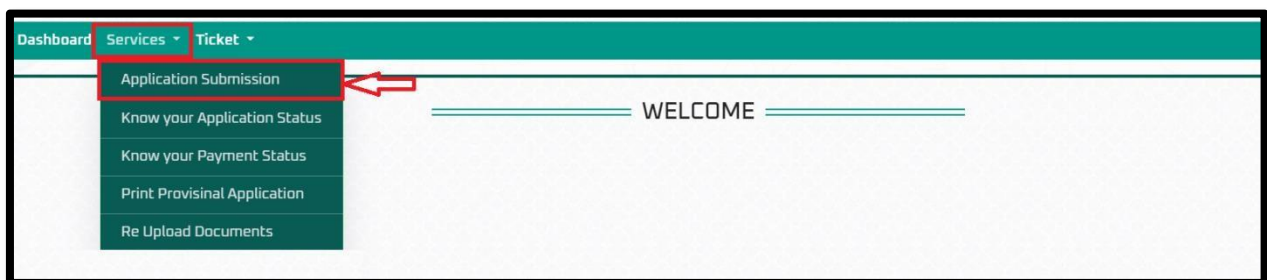 Dashboard Services Ticket
Application Submission
Know your Application Status
Know your Payment Status
Print Provisinal Application
Re Upload Documents
WELCOME